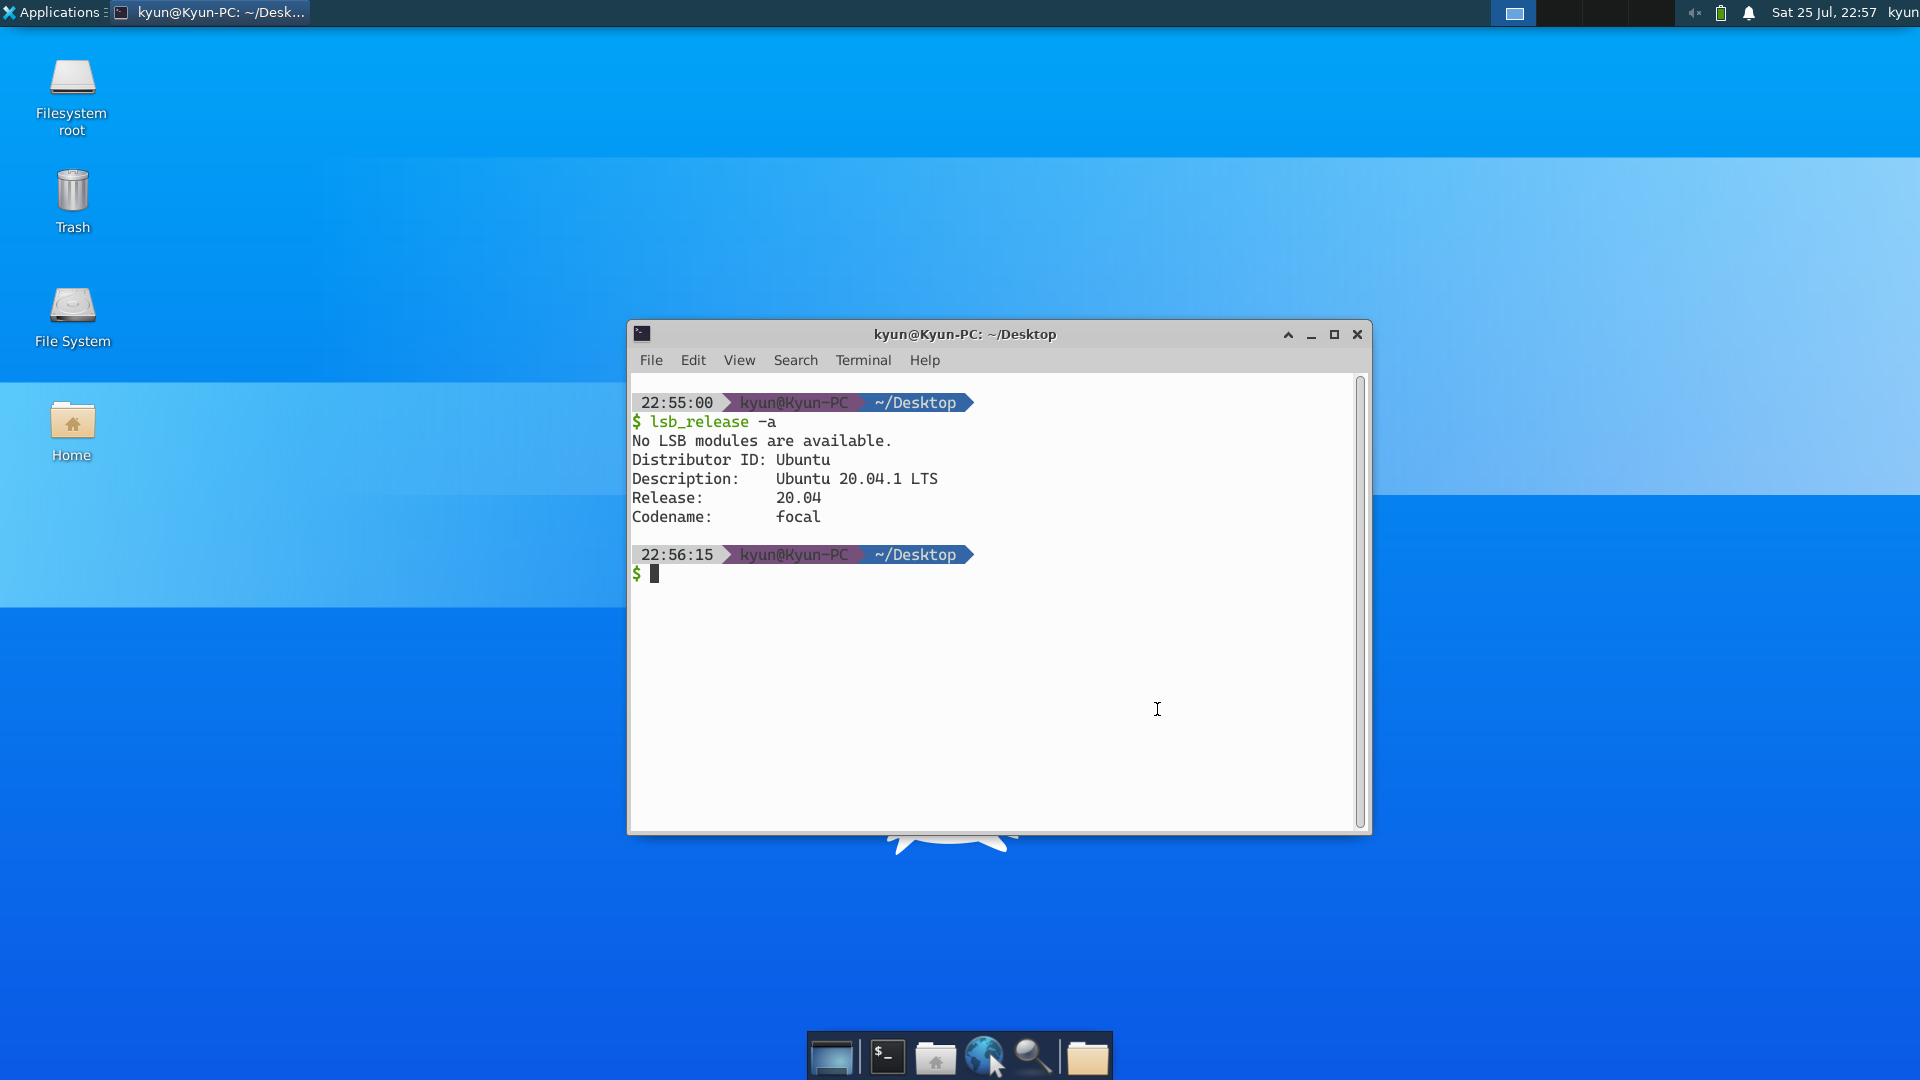 Applications
kyun@Kyun-PC: ~/Desk...
Sat 25 Jul, 22:57 kyun
Filesystem
root
Trash
File System
Home
kyun@Kyun-PC: ~/Desktop
File Edit View Search Terminal Help
22:55:00 kyun@Kyun-PC ~/Desktop
$ lsb_release -a
No LSB modules are available.
Distributor ID: Ubuntu
Description: Ubuntu 20.04.1 LTS
Release: 20.04
Codename: focal
22:56:15 kyun@Kyun-PC ~/Desktop
$
$_